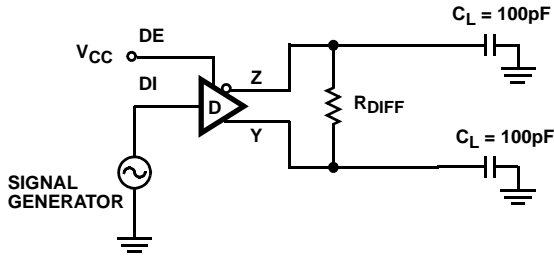 C_L = 100pF
DE
V_CC
DI
Z
D
R_DIFF
Y
C_L = 100pF
SIGNAL
GENERATOR